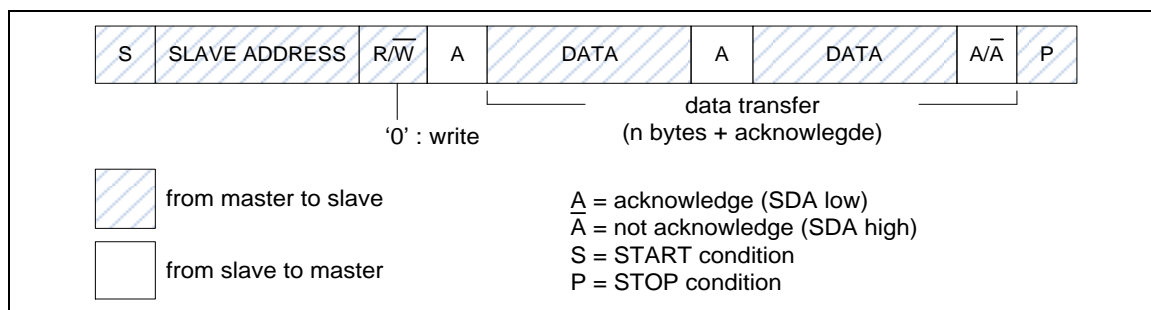 S SLAVE ADDRESS R/W̅ A DATA A DATA A/A̅ P
data transfer
(n bytes + acknowlegde)
‘0’ : write
from master to slave
from slave to master
A = acknowledge (SDA low)
A̅ = not acknowledge (SDA high)
S = START condition
P = STOP condition